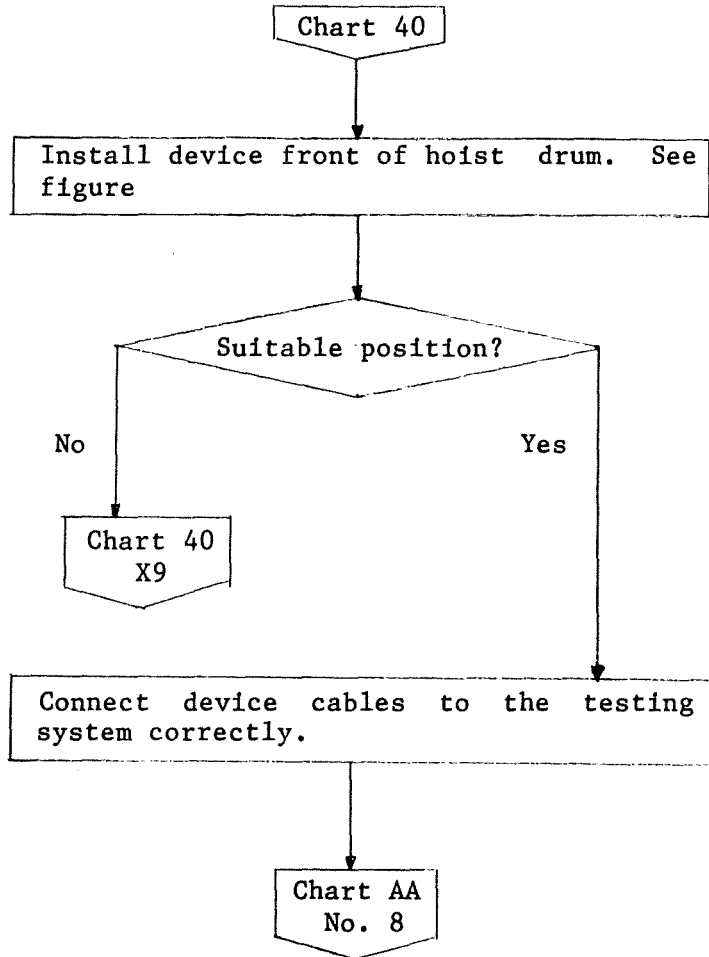 Chart 40
Install device front of hoist drum. See
figure
Suitable position?
No
Yes
Chart 40
X9
Connect device cables to the testing
system correctly.
Chart AA
No. 8